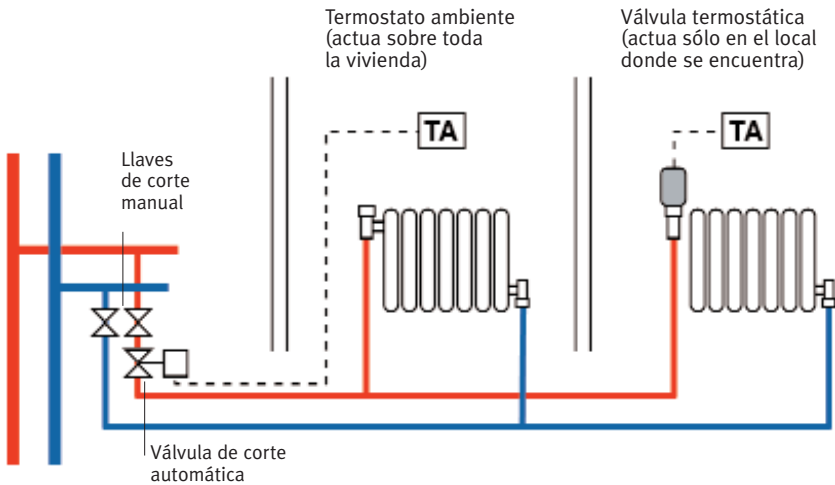 Termostato ambiente
(actua sobre toda
la vivienda)
Válvula termostática
(actua sólo en el local
donde se encuentra)
TA
TA
Llaves
de corte
manual
Válvula de corte
automática